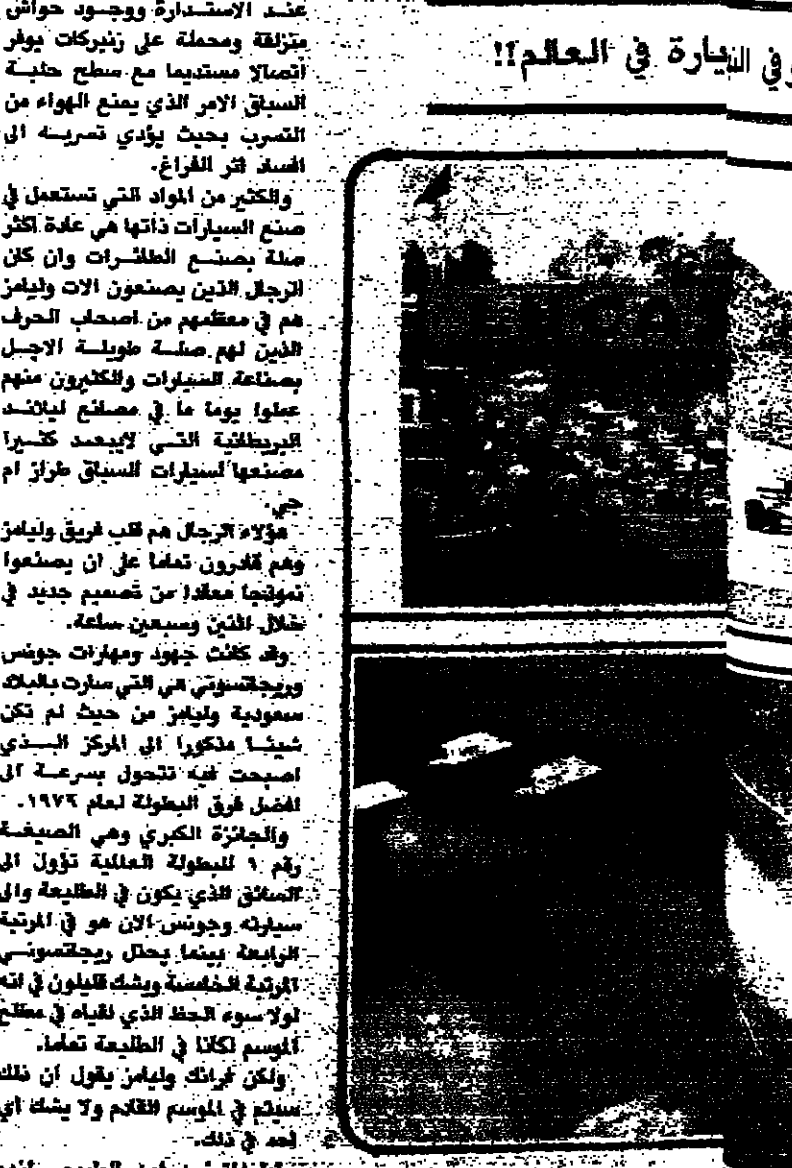 وفي الس
يارة في العالم؟!
عند الاستدارة ووجود حواش
منزلقة ومحملة على زنبركات يوفر
اتصالا مستديما مع سطح حلبة
السباق الامر الذي يمنع الهواء من
التسرب بحيث يؤدي تسربه الى
افساد اثر الفراغ.
والكثير من المواد التي تستعمل في
صنع السيارات ذاتها هي عادة اكثر
صلة بصنع الطائرات وان كان
الرجال الذين يصنعون الات وليامز
هم في معظمهم من اصحاب الحرف
الذين لهم صلة طويلة الاجل
بصناعة السيارات والكثيرون منهم
عملوا يوما ما في مصانع ليلاند
البريطانية التي لايبعد كثيرا
مصنعها لسيارات السباق طراز ام
جي.
هؤلاء الرجال هم قلب فريق وليامز
وهم قادرون تماما على ان يصنعوا
نموذجا معقدا من تصميم جديد في
خلال اثنين وسبعين ساعة.
وقد كانت جهود ومهارات جونس
وريجاتسوني هي التي سارت بالبلاد
سعودية وليامز من حيث لم تكن
شيئا مذكورا الى المركز الذي
اصبحت فيه تتحول بسرعة الى
افضل فرق البطولة لعام ١٩٧٩.
والجائزة الكبرى وهي الصيغة
رقم ١ للبطولة العالمية تؤول الى
السائق الذي يكون في الطليعة والى
سيارته وجونس الان هو في المرتبة
الرابعة بينما يحتل ريجاتسوني
المرتبة الخامسة ويشك قليلون في انه
لولا سوء الحظ الذي لقياه في مطلع
الموسم لكانا في الطليعة تماما.
ولكن فرانك وليامز يقول ان ذلك
سيتم في الموسم القادم ولا يشك اي
احد في ذلك.